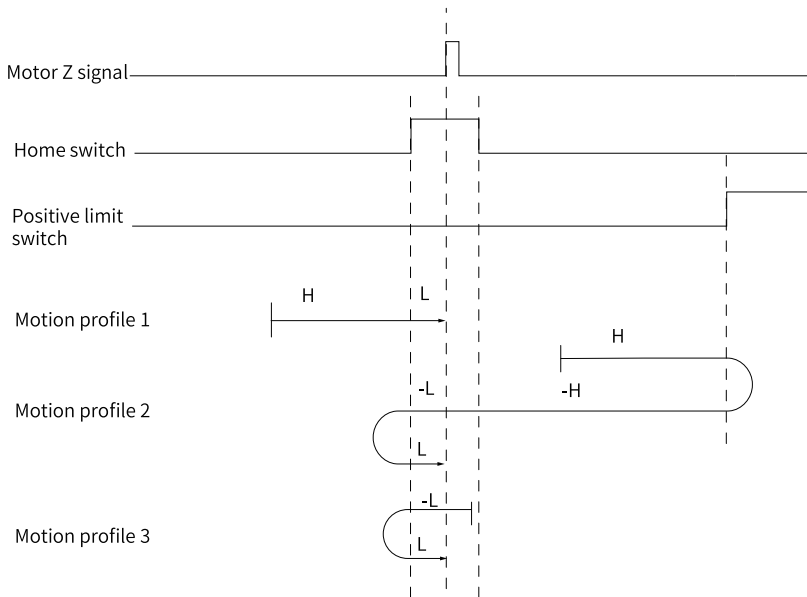 Motor Z signal
Home switch
Positive limit
switch
H
L
Motion profile 1
H
-L
-H
Motion profile 2
L
-L
Motion profile 3
L